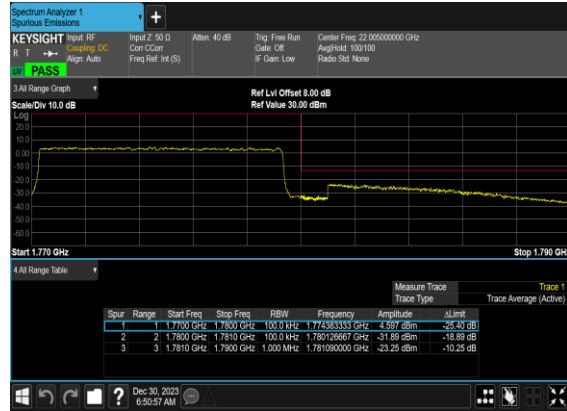 Spectrum Analyzer 1
Spurious Emissions
KEYSIGHT Input: RF Input Z: 50 Ω Atten: 40 dB Trig: Free Run Center Freq: 22.005000000 GHz
R T Coupling: DC Corr CCorr Gate: Off Avg|Hold: 100/100
Align: Auto Freq Ref: Int (S) IF Gain: Low Radio Std: None
PASS
3 All Range Graph Ref Lvl Offset 8.00 dB
Scale/Div 10.0 dB Ref Value 30.00 dBm
Log
20.0
10.0
0.00
-10.0
-20.0
-30.0
-40.0
-50.0
-60.0
Start 1.770 GHz Stop 1.790 GH
4 All Range Table
Measure Trace Trace 1
Trace Type Trace Average (Active)
Spur Range Start Freq Stop Freq RBW Frequency Amplitude ΔLimit
1 1 1.7700 GHz 1.7800 GHz 100.0 kHz 1.774383333 GHz 4.597 dBm -25.40 dB
2 2 1.7800 GHz 1.7810 GHz 100.0 kHz 1.780126667 GHz -31.89 dBm -18.89 dB
3 3 1.7810 GHz 1.7900 GHz 1.000 MHz 1.781090000 GHz -23.25 dBm -10.25 dB
? Dec 30, 2023
6:50:57 AM